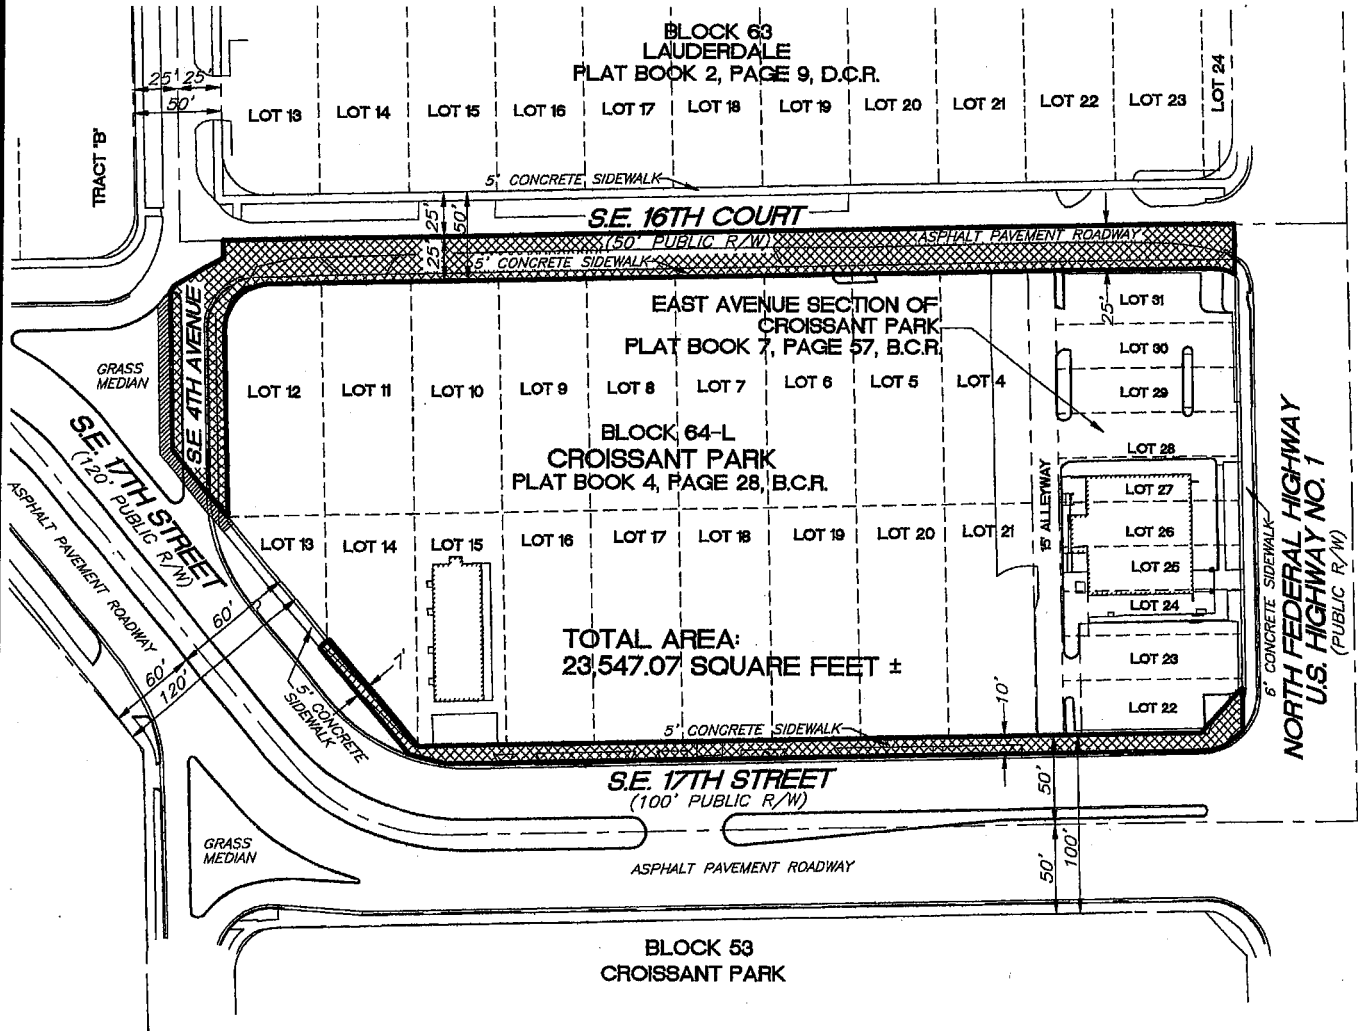 BLOCK 63
LAUDERDALE
PLAT BOOK 2, PAGE 9, D.C.R.
25' 25'
50'
TRACT "B"
LOT 13
LOT 14
LOT 15
LOT 16
LOT 17
LOT 18
LOT 19
LOT 20
LOT 21
LOT 22
LOT 23
LOT 24
5' CONCRETE SIDEWALK
S.E. 16TH COURT
(50' PUBLIC R/W)
ASPHALT PAVEMENT ROADWAY
25'
50'
25'
5' CONCRETE SIDEWALK
25'
EAST AVENUE SECTION OF
CROISSANT PARK
PLAT BOOK 7, PAGE 57, B.C.R.
LOT 31
LOT 30
LOT 29
LOT 28
LOT 27
LOT 26
LOT 25
LOT 24
LOT 23
LOT 22
S.E. 4TH AVENUE
GRASS
MEDIAN
LOT 12
LOT 11
LOT 10
LOT 9
LOT 8
LOT 7
LOT 6
LOT 5
LOT 4
BLOCK 64-L
CROISSANT PARK
PLAT BOOK 4, PAGE 28, B.C.R.
LOT 13
LOT 14
LOT 15
LOT 16
LOT 17
LOT 18
LOT 19
LOT 20
LOT 21
15' ALLEYWAY
S.E. 17TH STREET
(120' PUBLIC R/W)
ASPHALT PAVEMENT ROADWAY
60'
60'
120'
5' CONCRETE
SIDEWALK
7'
TOTAL AREA:
23,547.07 SQUARE FEET ±
10'
6' CONCRETE SIDEWALK
NORTH FEDERAL HIGHWAY
U.S. HIGHWAY NO. 1
(PUBLIC R/W)
5' CONCRETE SIDEWALK
S.E. 17TH STREET
(100' PUBLIC R/W)
50'
50'
100'
GRASS
MEDIAN
ASPHALT PAVEMENT ROADWAY
BLOCK 53
CROISSANT PARK